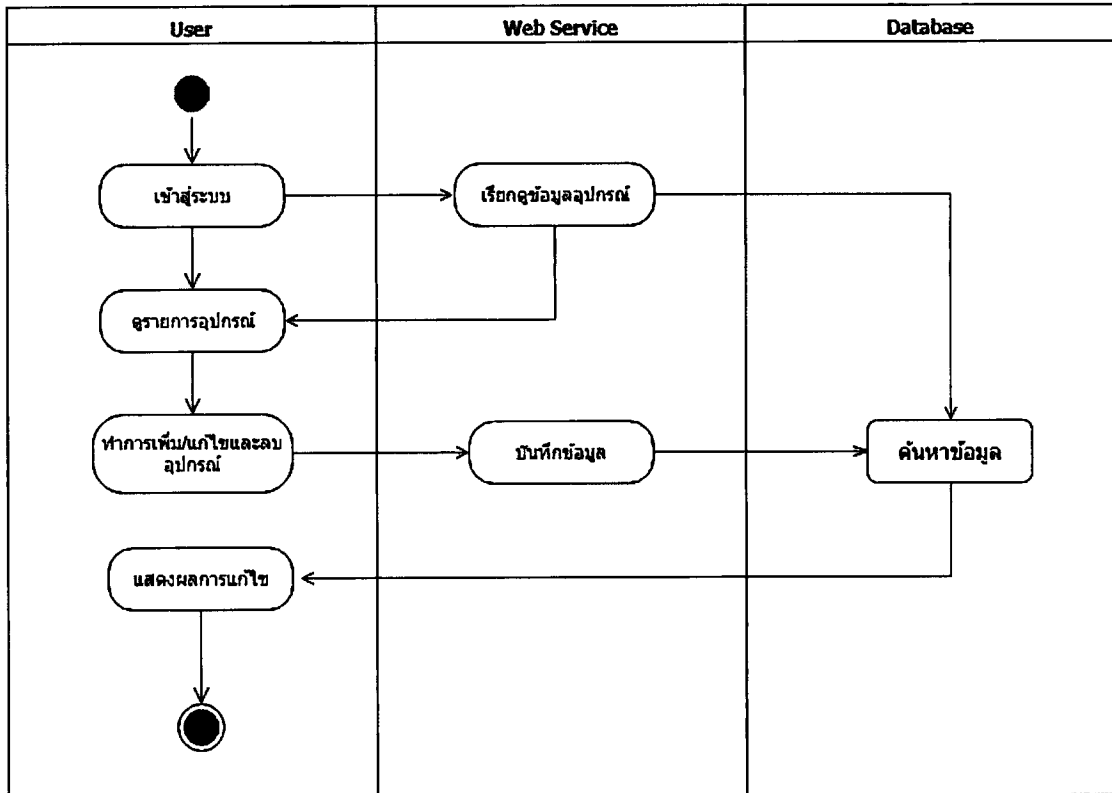 User
Web Service
Database
เข้าสู่ระบบ
เรียกดูข้อมูลอุปกรณ์
ดูรายการอุปกรณ์
ทำการเพิ่ม/แก้ไขและลบ
อุปกรณ์
บันทึกข้อมูล
ค้นหาข้อมูล
แสดงผลการแก้ไข